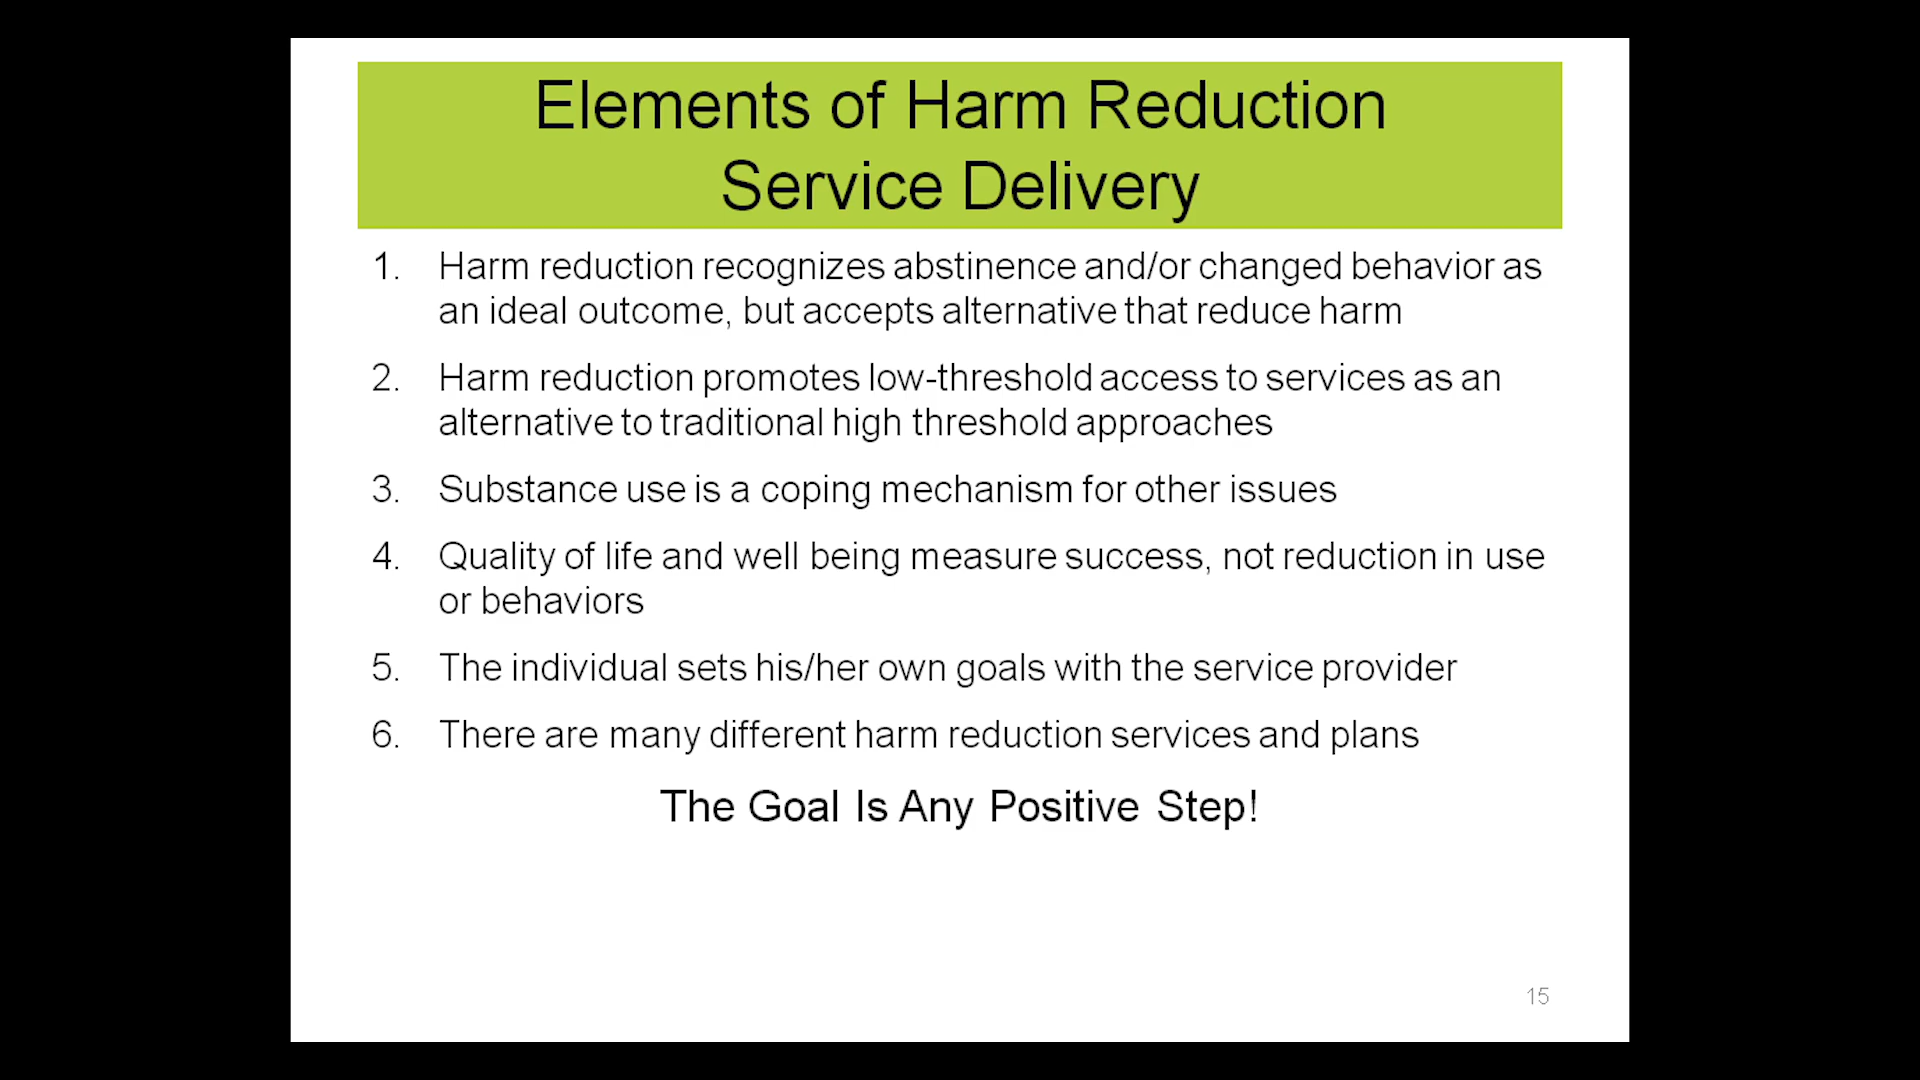 Elements of Harm Reduction
Service Delivery
1. Harm reduction recognizes abstinence and/or changed behavior as
an ideal outcome, but accepts alternative that reduce harm
2. Harm reduction promotes low-threshold access to services as an
alternative to traditional high threshold approaches
3. Substance use is a coping mechanism for other issues
4. Quality of life and well being measure success, not reduction in use
or behaviors
5. The individual sets his/her own goals with the service provider
6. There are many different harm reduction services and plans
The Goal Is Any Positive Step!
15